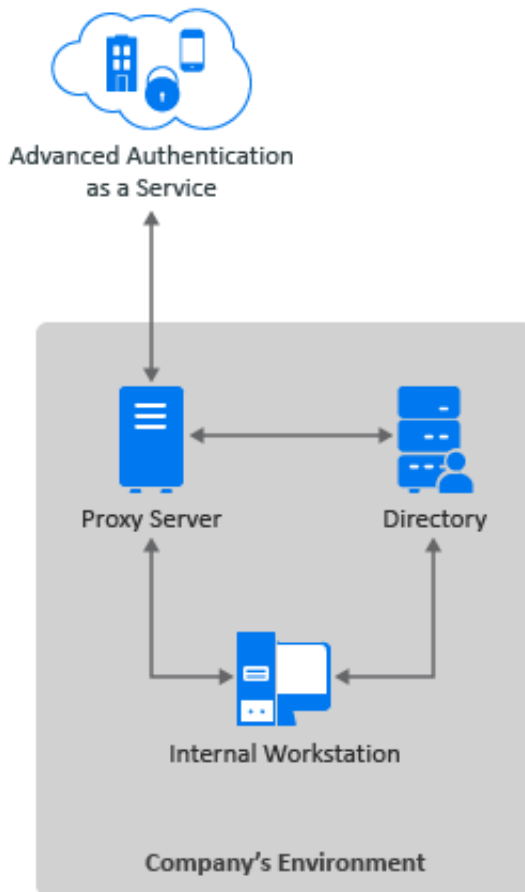 Advanced Authentication
as a Service
Proxy Server
Directory
Internal Workstation
Company’s Environment